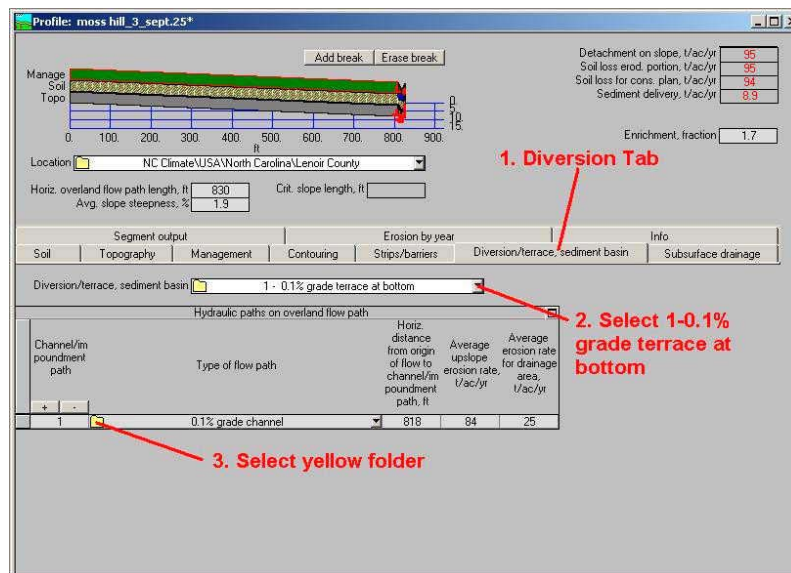 Profile: moss hill_3_sept.25*
Add break Erase break
Detachment on slope, t/ac/yr 95
Soil loss erod. portion, t/ac/yr 95
Soil loss for cons. plan, t/ac/yr 94
Sediment delivery, t/ac/yr 8.9
Manage
Soil
Topo
0.
5.
10.
15.
0. 100. 200. 300. 400. 500. 600. 700. 800. 900.
ft
Enrichment, fraction 1.7
1. Diversion Tab
Location NC Climate\USA\North Carolina\Lenoir County
Horiz. overland flow path length, ft 830
Crit. slope length, ft
Avg. slope steepness, % 1.9
Segment output Erosion by year Info
Soil Topography Management Contouring Strips/barriers Diversion/terrace, sediment basin Subsurface drainage
Diversion/terrace, sediment basin 1 - 0.1% grade terrace at bottom
2. Select 1-0.1%
grade terrace at
bottom
Hydraulic paths on overland flow path
Channel/im
poundment
path
Type of flow path
Horiz.
distance
from origin
of flow to
channel/im
poundment
path, ft
Average
upslope
erosion rate,
t/ac/yr
Average
erosion rate
for drainage
area,
t/ac/yr
+ -
1 0.1% grade channel 818 84 25
3. Select yellow folder